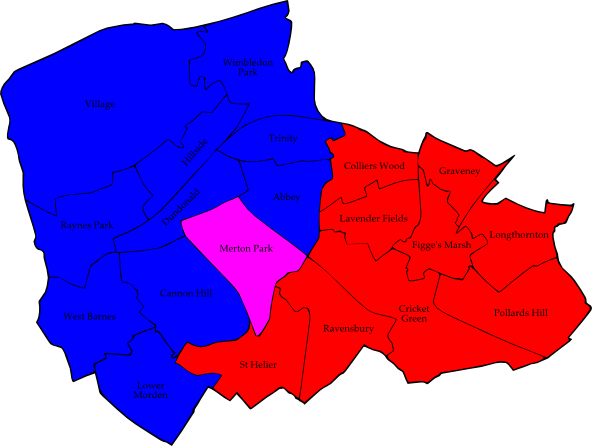 Wimbledon
Park
Village
Trinity
Hillside
Colliers Wood
Graveney
Abbey
Dundonald
Lavender Fields
Raynes Park
Longthornton
Figge's Marsh
Merton Park
Cannon Hill
West Barnes
Cricket
Green
Pollards Hill
Ravensbury
St Helier
Lower
Morden